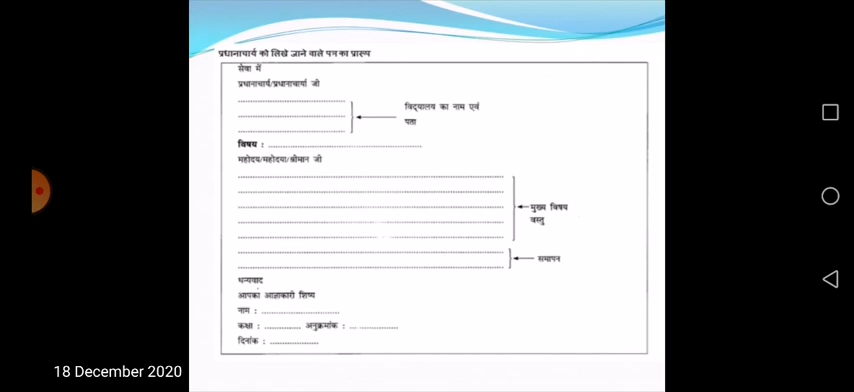 प्रधानाचार्य को लिखे जाने वाले पत्र का प्रारूप
सेवा में
प्रधानाचार्य/प्रधानाचार्या जी
................................................
विद्यालय का नाम एवं
................................................
पता
................................................
विषय : ................................................
महोदय/महोदया/श्रीमान जी
................................................
................................................
................................................
मुख्य विषय
................................................
वस्तु
................................................
................................................
समापन
................................................
धन्यवाद
आपका आज्ञाकारी शिष्य
नाम : ..............................
कक्षा : .............. अनुक्रमांक : ... ..............
दिनांक : ...................
18 December 2020